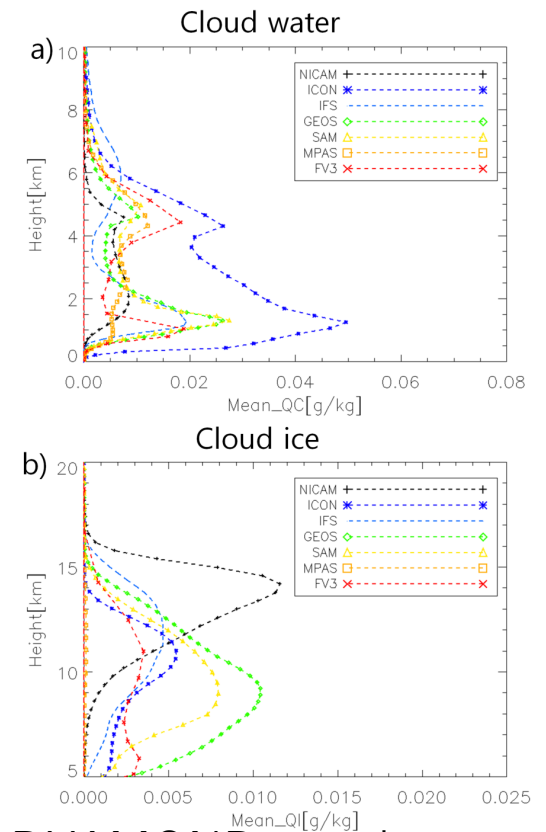 Cloud water
a)
10
8
6
4
2
0
Height[km]
NICAM
ICON
IFS
GEOS
SAM
MPAS
FV3
0.00 0.02 0.04 0.06 0.08
Mean_QC[g/kg]
Cloud ice
b)
20
15
10
5
Height[km]
NICAM
ICON
IFS
GEOS
SAM
MPAS
FV3
0.000 0.005 0.010 0.015 0.020 0.025
Mean_QI[g/kg]